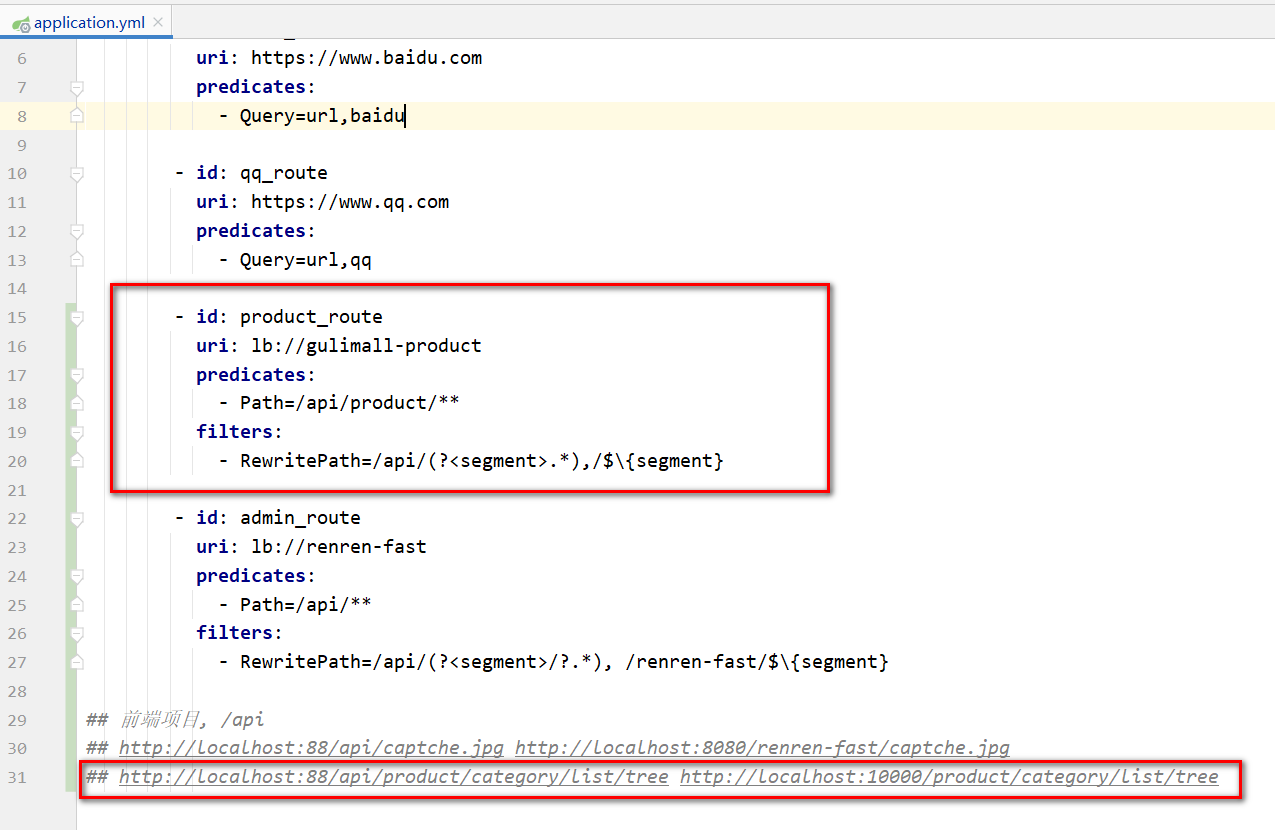 application.yml
6 uri: https://www.baidu.com
7 predicates:
8 - Query=url,baidu
9
10 - id: qq_route
11 uri: https://www.qq.com
12 predicates:
13 - Query=url,qq
14
15 - id: product_route
16 uri: lb://gulimall-product
17 predicates:
18 - Path=/api/product/**
19 filters:
20 - RewritePath=/api/(?<segment>.*),/$\{segment}
21
22 - id: admin_route
23 uri: lb://renren-fast
24 predicates:
25 - Path=/api/**
26 filters:
27 - RewritePath=/api/(?<segment>/?.*), /renren-fast/$\{segment}
28
29 ## 前端项目, /api
30 ## http://localhost:88/api/captche.jpg http://localhost:8080/renren-fast/captche.jpg
31 ## http://localhost:88/api/product/category/list/tree http://localhost:10000/product/category/list/tree